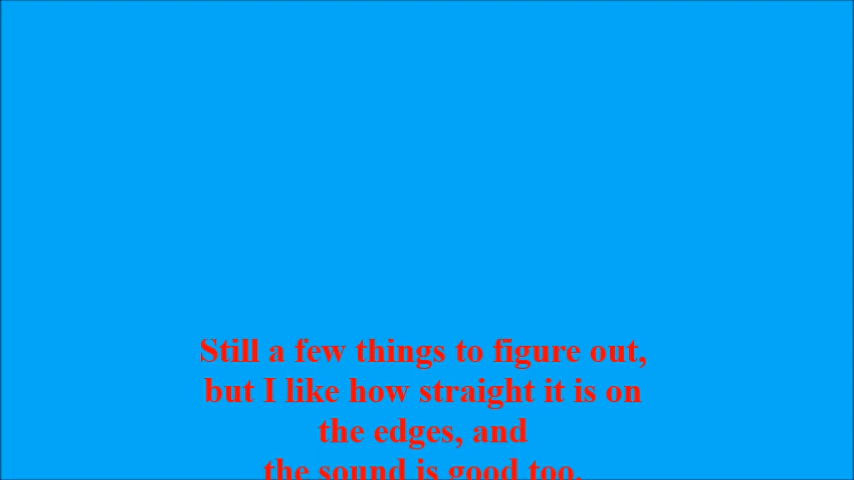 Still a few things to figure out,
but I like how straight it is on
the edges, and
the sound is good too.